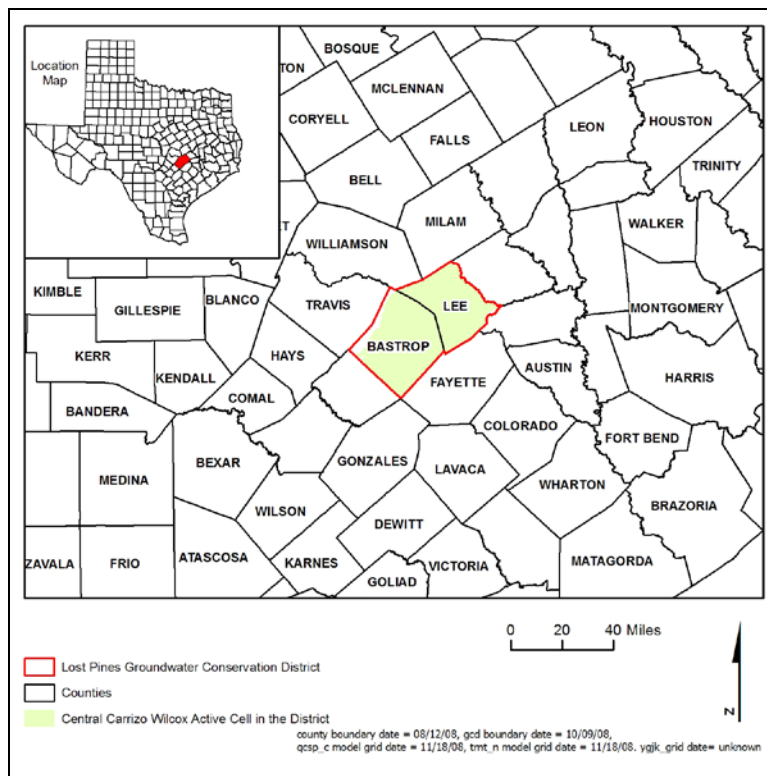 Location
Map
BOSQUE
TON
MCLENNAN
CORYELL
HOUSTON
LEON
FALLS
TRINITY
BELL
MILAM
WALKER
ET
WILLIAMSON
KIMBLE
BLANCO
GILLESPIE
TRAVIS
LEE
MONTGOMERY
BASTROP
KERR
HAYS
AUSTIN
KENDALL
FAYETTE
HARRIS
COMAL
BANDERA
COLORADO
FORT BEND
BEXAR
GONZALES
LAVACA
MEDINA
WHARTON
BRAZORIA
WILSON
DEWITT
ATASCOSA
KARNES
VICTORIA
MATAGORDA
ZAVALA
FRIO
GOLIAD
0 20 40 Miles
Lost Pines Groundwater Conservation District
Counties
Central Carrizo Wilcox Active Cell in the District
N
county boundary date = 08/12/08, gcd boundary date = 10/09/08,
qcsp_c model grid date = 11/18/08, tmt_n model grid date = 11/18/08. ygjk_grid date= unknown